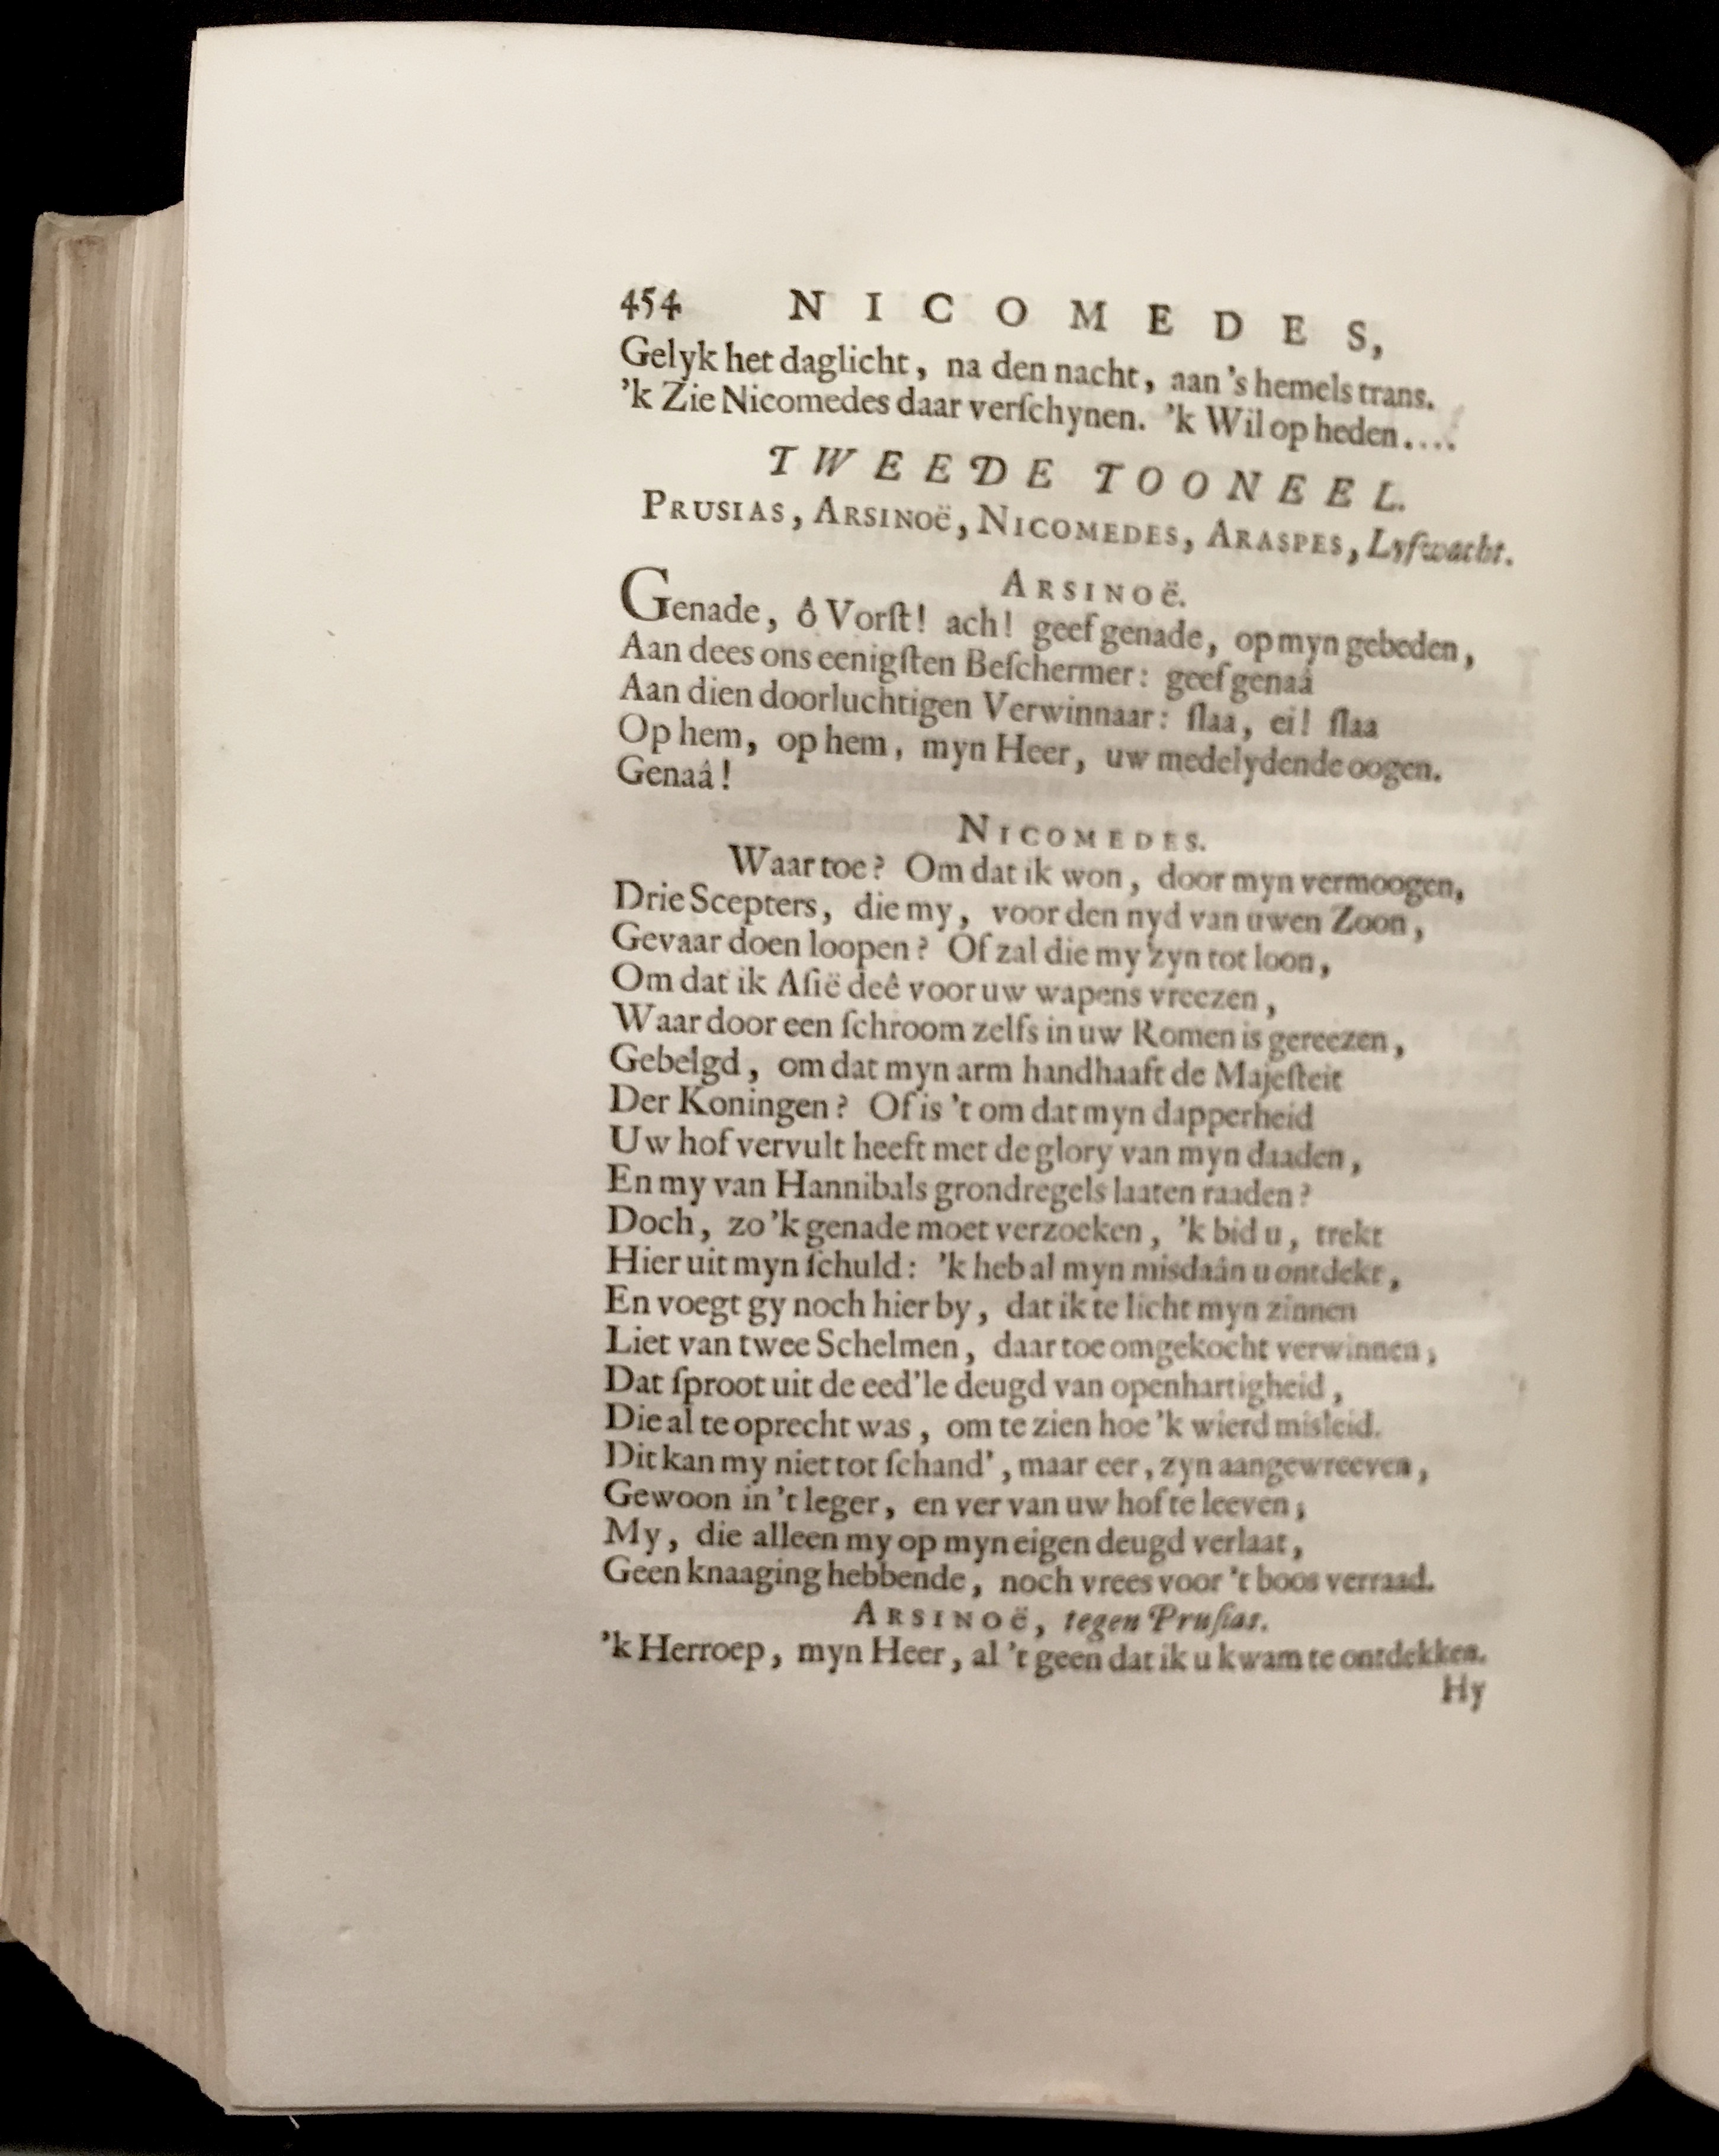 454 NICOMEDES,
Gelyk het daglicht, na den nacht, aan 's hemels trans.
'k Zie Nicomedes daar verſchynen. 'k Wil op heden....
TWEEDE TOONEEL.
PRUSIAS, ARSINOË, NICOMEDES, ARASPES, Lyfwacht.
ARSINOË.
Genade, ô Vorſt! ach! geef genade, op myn gebeden,
Aan dees ons eenigſten Beſchermer: geef genaâ
Aan dien doorluchtigen Verwinnaar: ſlaa, ei! ſlaa
Op hem, op hem, myn Heer, uw medelydende oogen.
Genaâ!
NICOMEDES.
Waar toe? Om dat ik won, door myn vermoogen,
Drie Scepters, die my, voor den nyd van uwen Zoon,
Gevaar doen loopen? Of zal die my zyn tot loon,
Om dat ik Aſië deê voor uw wapens vreezen,
Waar door een ſchroom zelfs in uw Romen is gereezen,
Gebelgd, om dat myn arm handhaaft de Majeſteit
Der Koningen? Of is 't om dat myn dapperheid
Uw hof vervult heeft met de glory van myn daaden,
En my van Hannibals grondregels laaten raaden?
Doch, zo 'k genade moet verzoeken, 'k bid u, trekt
Hier uit myn ſchuld: 'k heb al myn misdaân u ontdekt,
En voegt gy noch hier by, dat ik te licht myn zinnen
Liet van twee Schelmen, daar toe omgekocht verwinnen;
Dat ſproot uit de eed'le deugd van openhartigheid,
Die al te oprecht was, om te zien hoe 'k wierd misleid.
Dit kan my niet tot ſchand', maar eer, zyn aangewreeven,
Gewoon in 't leger, en ver van uw hof te leeven;
My, die alleen my op myn eigen deugd verlaat,
Geen knaaging hebbende, noch vrees voor 't boos verraad.
ARSINOË, tegen Pruſias.
'k Herroep, myn Heer, al 't geen dat ik u kwam te ontdekken.
Hy